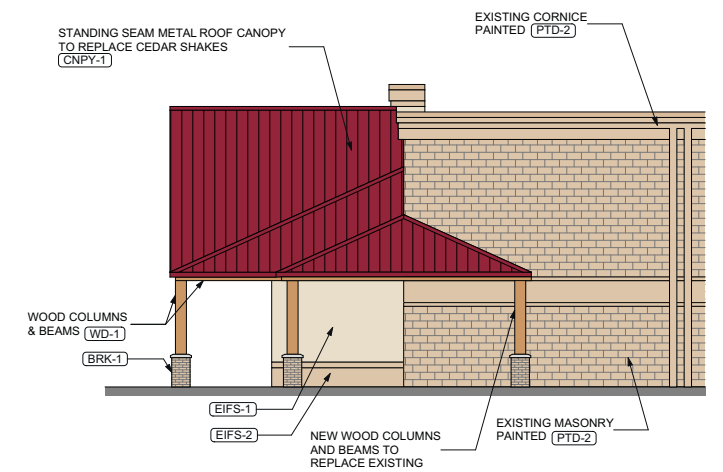 EXISTING CORNICE
PAINTED PTD-2
STANDING SEAM METAL ROOF CANOPY
TO REPLACE CEDAR SHAKES
CNPY-1
WOOD COLUMNS
& BEAMS WD-1
BRK-1
EIFS-1
EIFS-2
NEW WOOD COLUMNS
AND BEAMS TO
REPLACE EXISTING
EXISTING MASONRY
PAINTED PTD-2